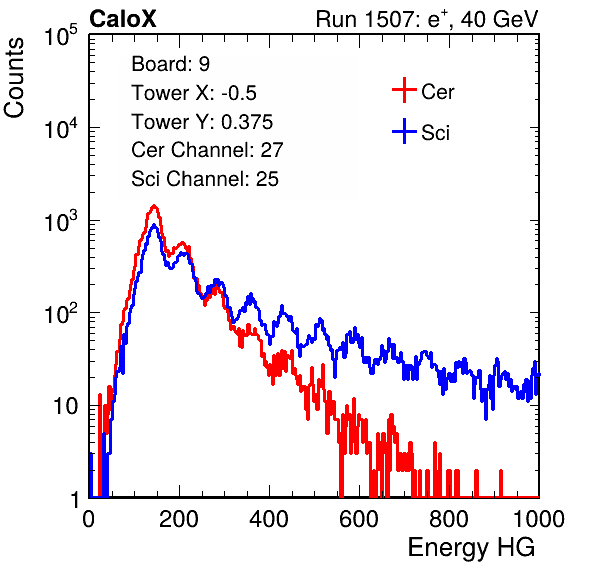 CaloX Run 1507: e⁺, 40 GeV
Counts
Board: 9
Tower X: -0.5
Tower Y: 0.375
Cer Channel: 27
Sci Channel: 25
Cer
Sci
10⁵
10⁴
10³
10²
10
1
0 200 400 600 800 1000
Energy HG